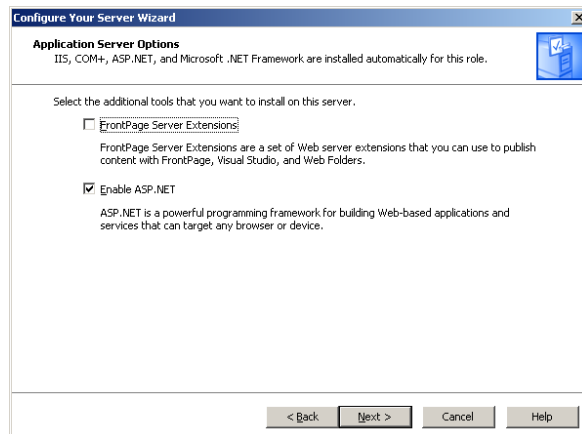 Configure Your Server Wizard
Application Server Options
IIS, COM+, ASP.NET, and Microsoft .NET Framework are installed automatically for this role.
Select the additional tools that you want to install on this server.
FrontPage Server Extensions
FrontPage Server Extensions are a set of Web server extensions that you can use to publish
content with FrontPage, Visual Studio, and Web Folders.
Enable ASP.NET
ASP.NET is a powerful programming framework for building Web-based applications and
services that can target any browser or device.
< Back Next > Cancel Help